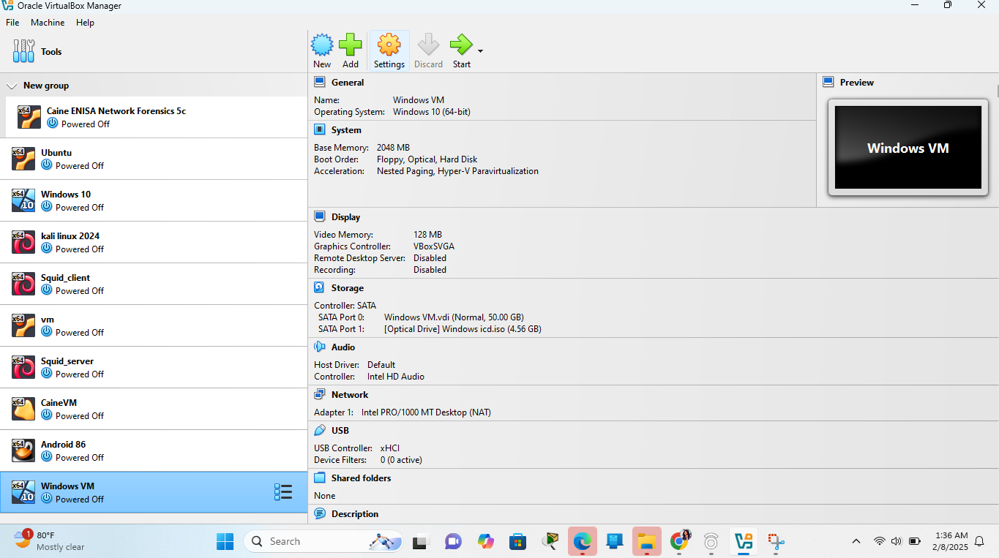 Oracle VirtualBox Manager
File Machine Help
Tools
New Add Settings Discard Start
New group
x64 Caine ENISA Network Forensics 5c
Powered Off
x64 Ubuntu
Powered Off
x64 10 Windows 10
Powered Off
x64 kali linux 2024
Powered Off
x64 Squid_client
Powered Off
x64 vm
Powered Off
x64 Squid_server
Powered Off
x64 CaineVM
Powered Off
x64 Android 86
Powered Off
x64 10 Windows VM
Powered Off
General
Name: Windows VM
Operating System: Windows 10 (64-bit)
System
Base Memory: 2048 MB
Boot Order: Floppy, Optical, Hard Disk
Acceleration: Nested Paging, Hyper-V Paravirtualization
Preview
Windows VM
Display
Video Memory: 128 MB
Graphics Controller: VBoxSVGA
Remote Desktop Server: Disabled
Recording: Disabled
Storage
Controller: SATA
SATA Port 0: Windows VM.vdi (Normal, 50.00 GB)
SATA Port 1: [Optical Drive] Windows icd.iso (4.56 GB)
Audio
Host Driver: Default
Controller: Intel HD Audio
Network
Adapter 1: Intel PRO/1000 MT Desktop (NAT)
USB
USB Controller: xHCI
Device Filters: 0 (0 active)
Shared folders
None
Description
1 80°F
Mostly clear
Search
1:36 AM
2/8/2025